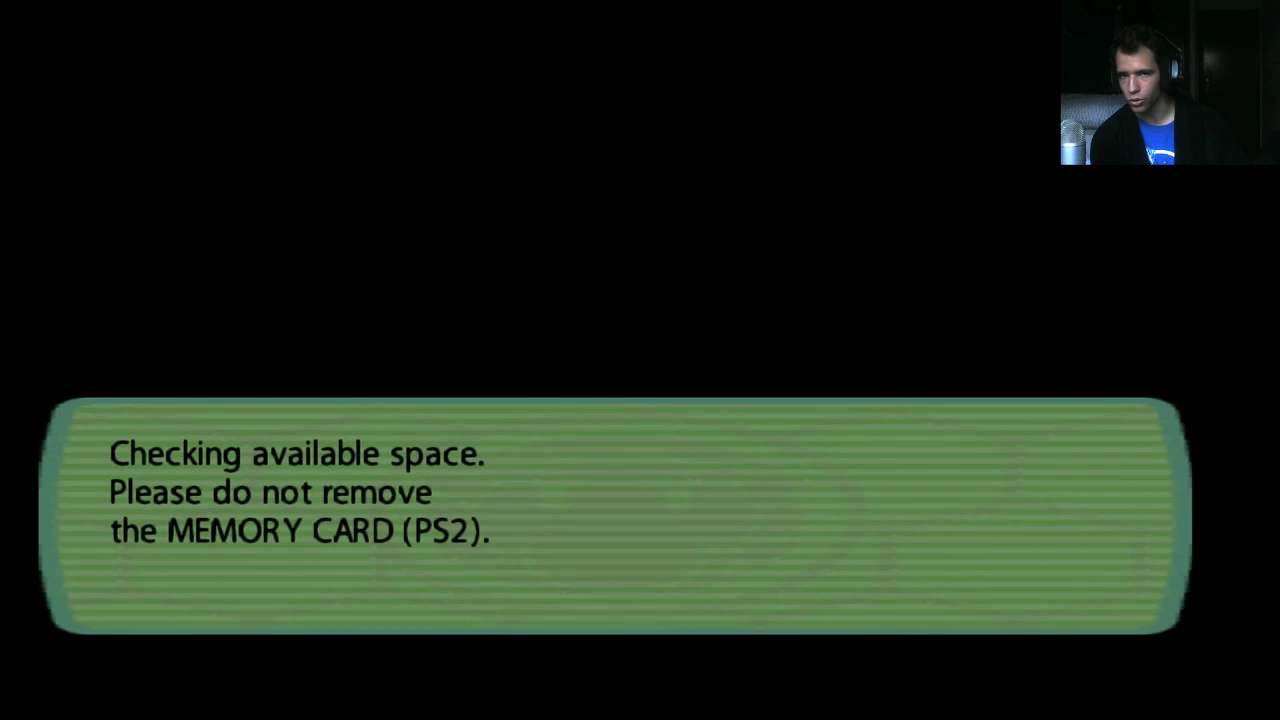 Checking available space.
Please do not remove
the MEMORY CARD (PS2).